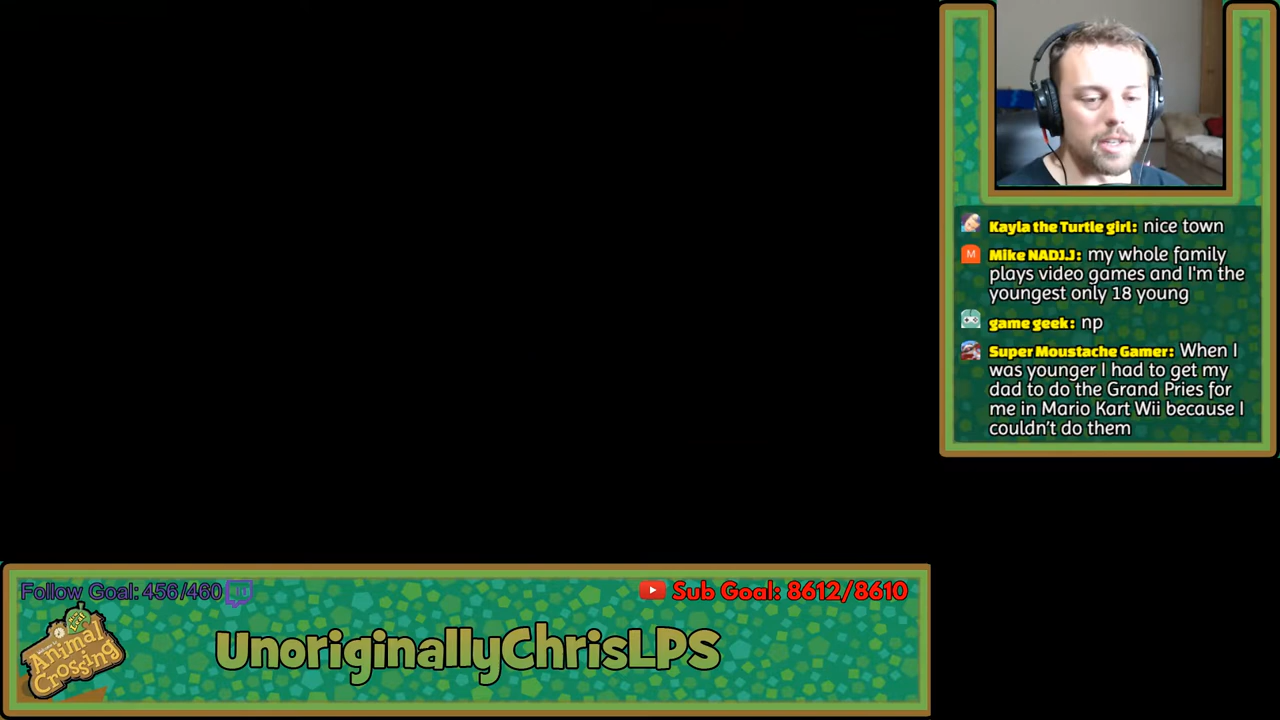 Kayla the Turtle girl: nice town
M Mike NADJ.J: my whole family
plays video games and I'm the
youngest only 18 young
game geek: np
Super Moustache Gamer: When I
was younger I had to get my
dad to do the Grand Pries for
me in Mario Kart Wii because I
couldn't do them
Follow Goal: 456/460
Sub Goal: 8612/8610
Animal
Crossing
UnoriginallyChrisLPS